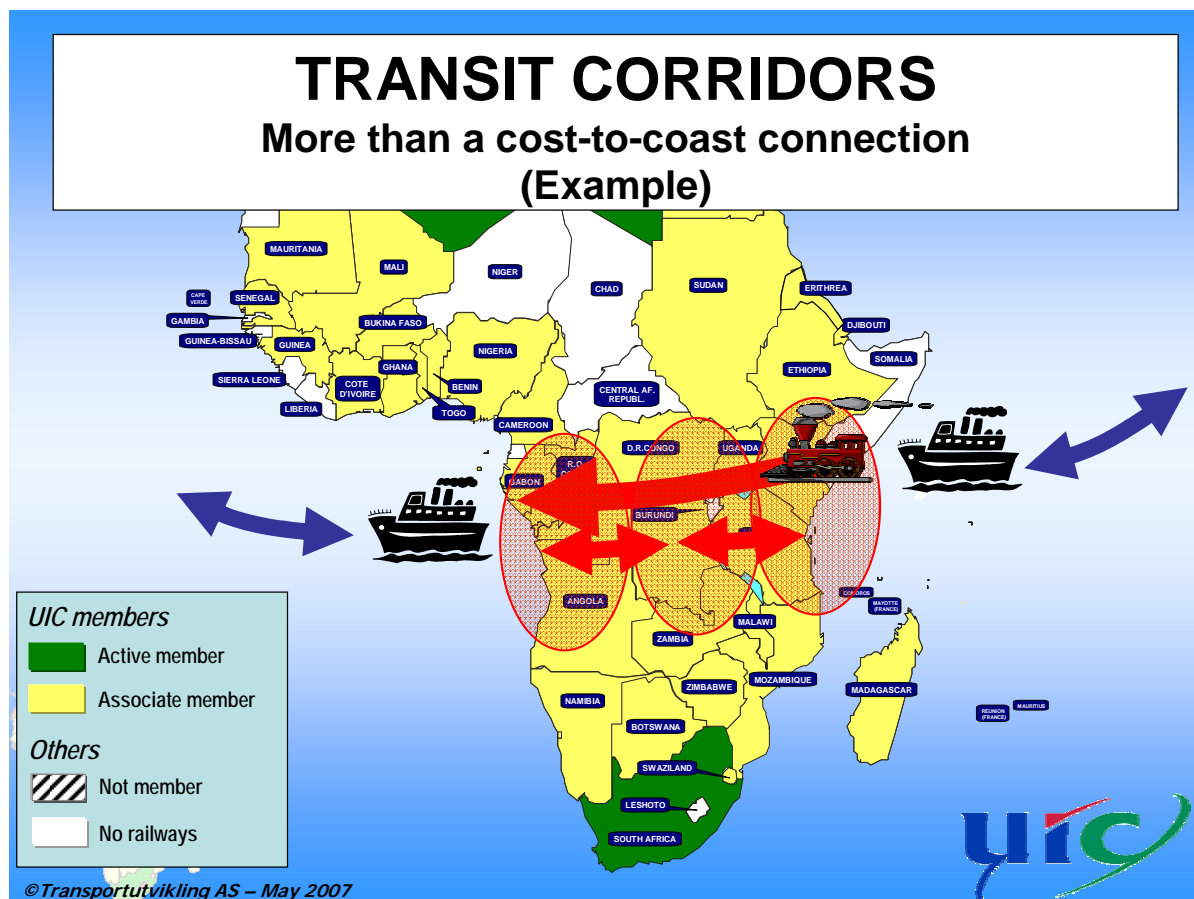 TRANSIT CORRIDORS
More than a cost-to-coast connection
(Example)
MAURITANIA
MALI
NIGER
CHAD
SUDAN
ERITHREA
CAPE
VERDE
SENEGAL
GAMBIA
BUKINA FASO
DJIBOUTI
GUINEA-BISSAU
GUINEA
NIGERIA
SOMALIA
GHANA
ETHIOPIA
SIERRA LEONE
COTE
D'IVOIRE
BENIN
CENTRAL AF.
REPUBL.
LIBERIA
TOGO
CAMEROON
D.R.CONGO
UGANDA
R.O.
GABON
BURUNDI
ANGOLA
COMOROS
MAYOTTE
(FRANCE)
MALAWI
ZAMBIA
MOZAMBIQUE
ZIMBABWE
MADAGASCAR
NAMIBIA
REUNION
(FRANCE)
MAURITIUS
BOTSWANA
SWAZILAND
LESHOTO
SOUTH AFRICA
UIC members
Active member
Associate member
Others
Not member
No railways
uic
©Transportutvikling AS – May 2007